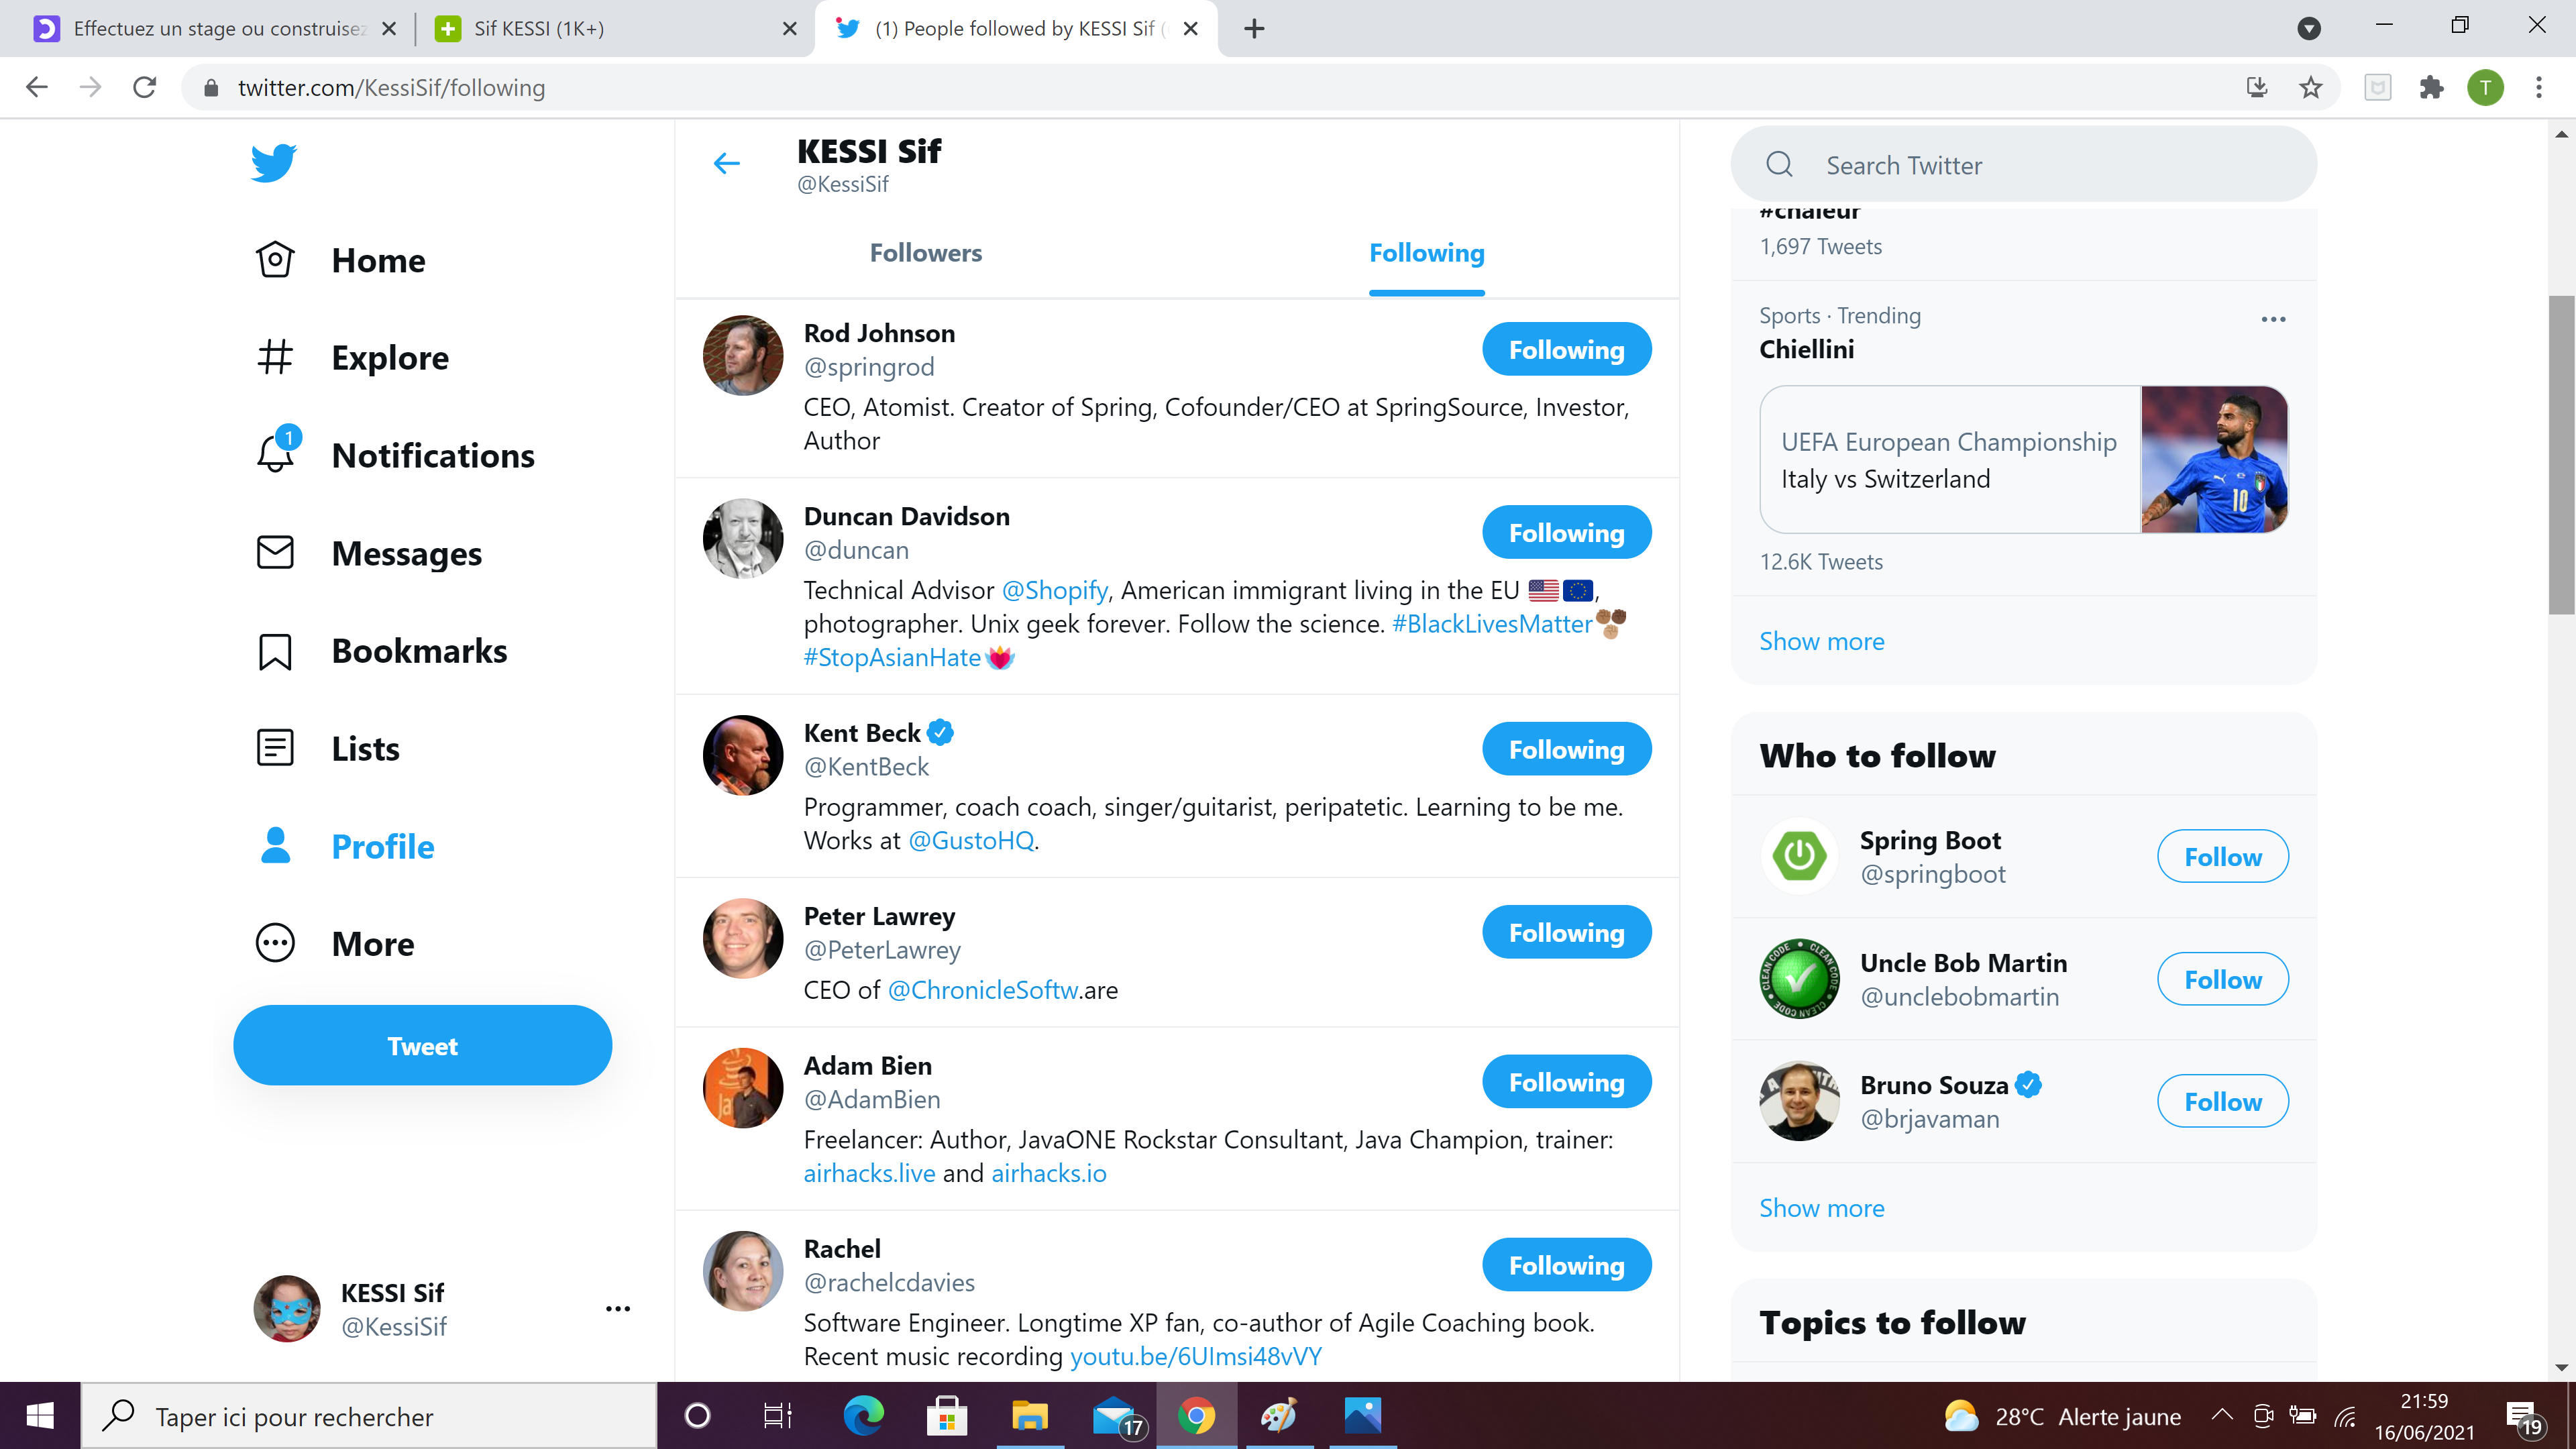 Effectuez un stage ou construisez
Sif KESSI (1K+)
(1) People followed by KESSI Sif (
twitter.com/KessiSif/following
T
Home
Explore
1
Notifications
Messages
Bookmarks
Lists
Profile
More
Tweet
KESSI Sif
@KessiSif
KESSI Sif
@KessiSif
Followers
Following
Rod Johnson
@springrod
Following
CEO, Atomist. Creator of Spring, Cofounder/CEO at SpringSource, Investor,
Author
Duncan Davidson
@duncan
Following
Technical Advisor @Shopify, American immigrant living in the EU 🇺🇸🇪🇺,
photographer. Unix geek forever. Follow the science. #BlackLivesMatter
#StopAsianHate
Kent Beck
@KentBeck
Following
Programmer, coach coach, singer/guitarist, peripatetic. Learning to be me.
Works at @GustoHQ.
Peter Lawrey
@PeterLawrey
Following
CEO of @ChronicleSoftw.are
Adam Bien
@AdamBien
Following
Freelancer: Author, JavaONE Rockstar Consultant, Java Champion, trainer:
airhacks.live and airhacks.io
Rachel
@rachelcdavies
Following
Software Engineer. Longtime XP fan, co-author of Agile Coaching book.
Recent music recording youtu.be/6UImsi48vVY
Search Twitter
#chaleur
1,697 Tweets
Sports · Trending
Chiellini
UEFA European Championship
Italy vs Switzerland
10
12.6K Tweets
Show more
Who to follow
Spring Boot
@springboot
Follow
CLEAN CODE • CLEAN CODE
Uncle Bob Martin
@unclebobmartin
Follow
Bruno Souza
@brjavaman
Follow
Show more
Topics to follow
Taper ici pour rechercher
17
28°C Alerte jaune
21:59
16/06/2021
19